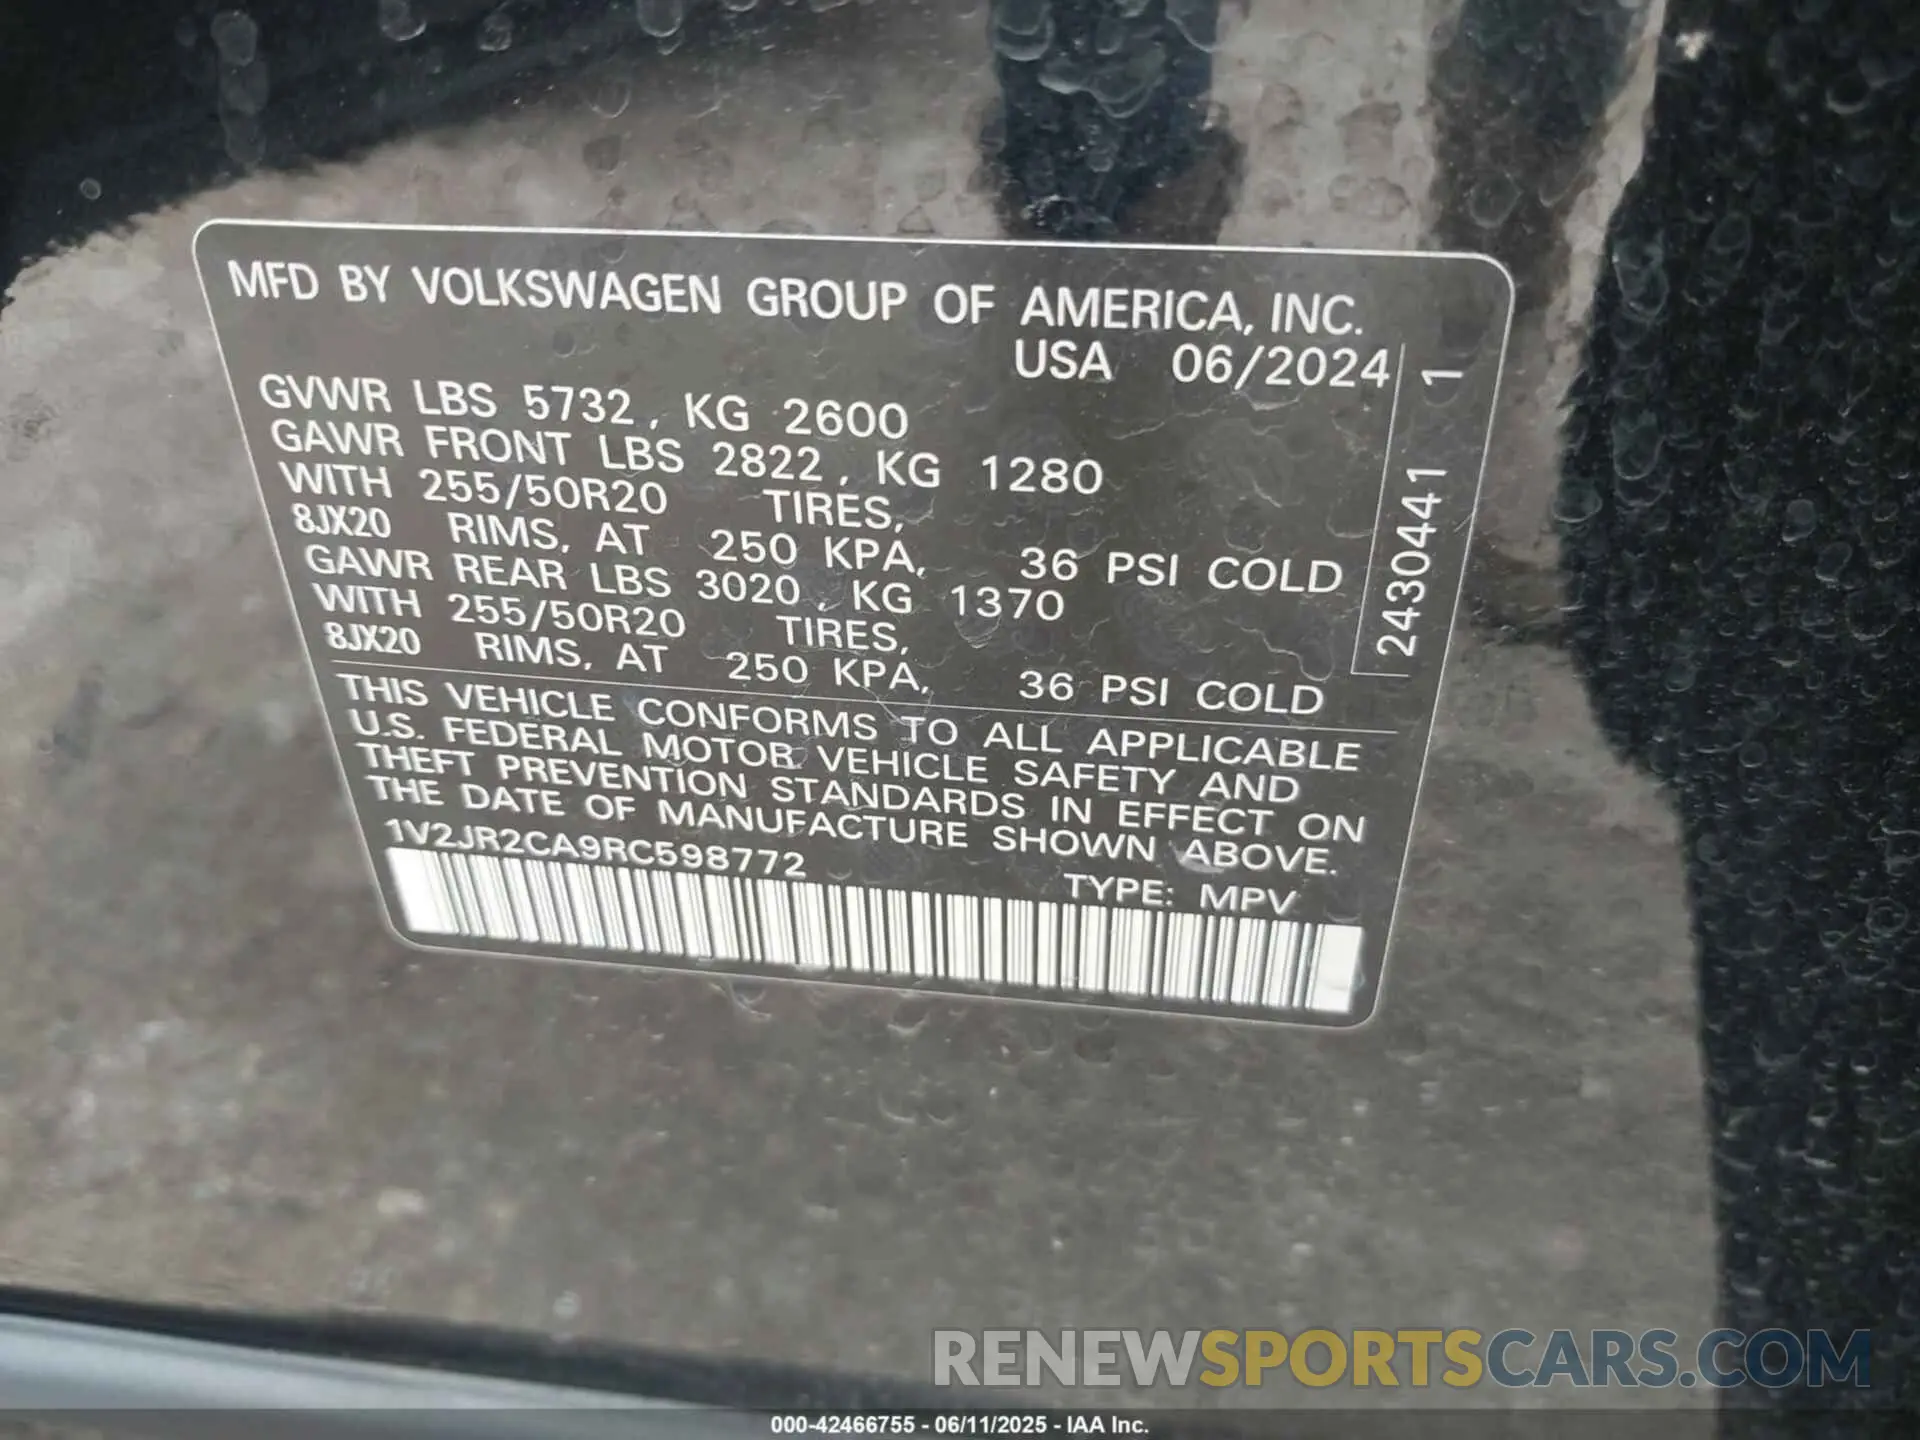 MFD BY VOLKSWAGEN GROUP OF AMERICA, INC.
USA 06/2024
GVWR LBS 5732, KG 2600
GAWR FRONT LBS 2822, KG 1280
WITH 255/50R20 TIRES,
8JX20 RIMS, AT 250 KPA, 36 PSI COLD
GAWR REAR LBS 3020, KG 1370
WITH 255/50R20 TIRES,
8JX20 RIMS, AT 250 KPA, 36 PSI COLD
2430441 1
THIS VEHICLE CONFORMS TO ALL APPLICABLE
U.S. FEDERAL MOTOR VEHICLE SAFETY AND
THEFT PREVENTION STANDARDS IN EFFECT ON
THE DATE OF MANUFACTURE SHOWN ABOVE.
1V2JR2CA9RC598772
TYPE: MPV
RENEWSPORTSCARS.COM
000-42466755 - 06/11/2025 - IAA Inc.